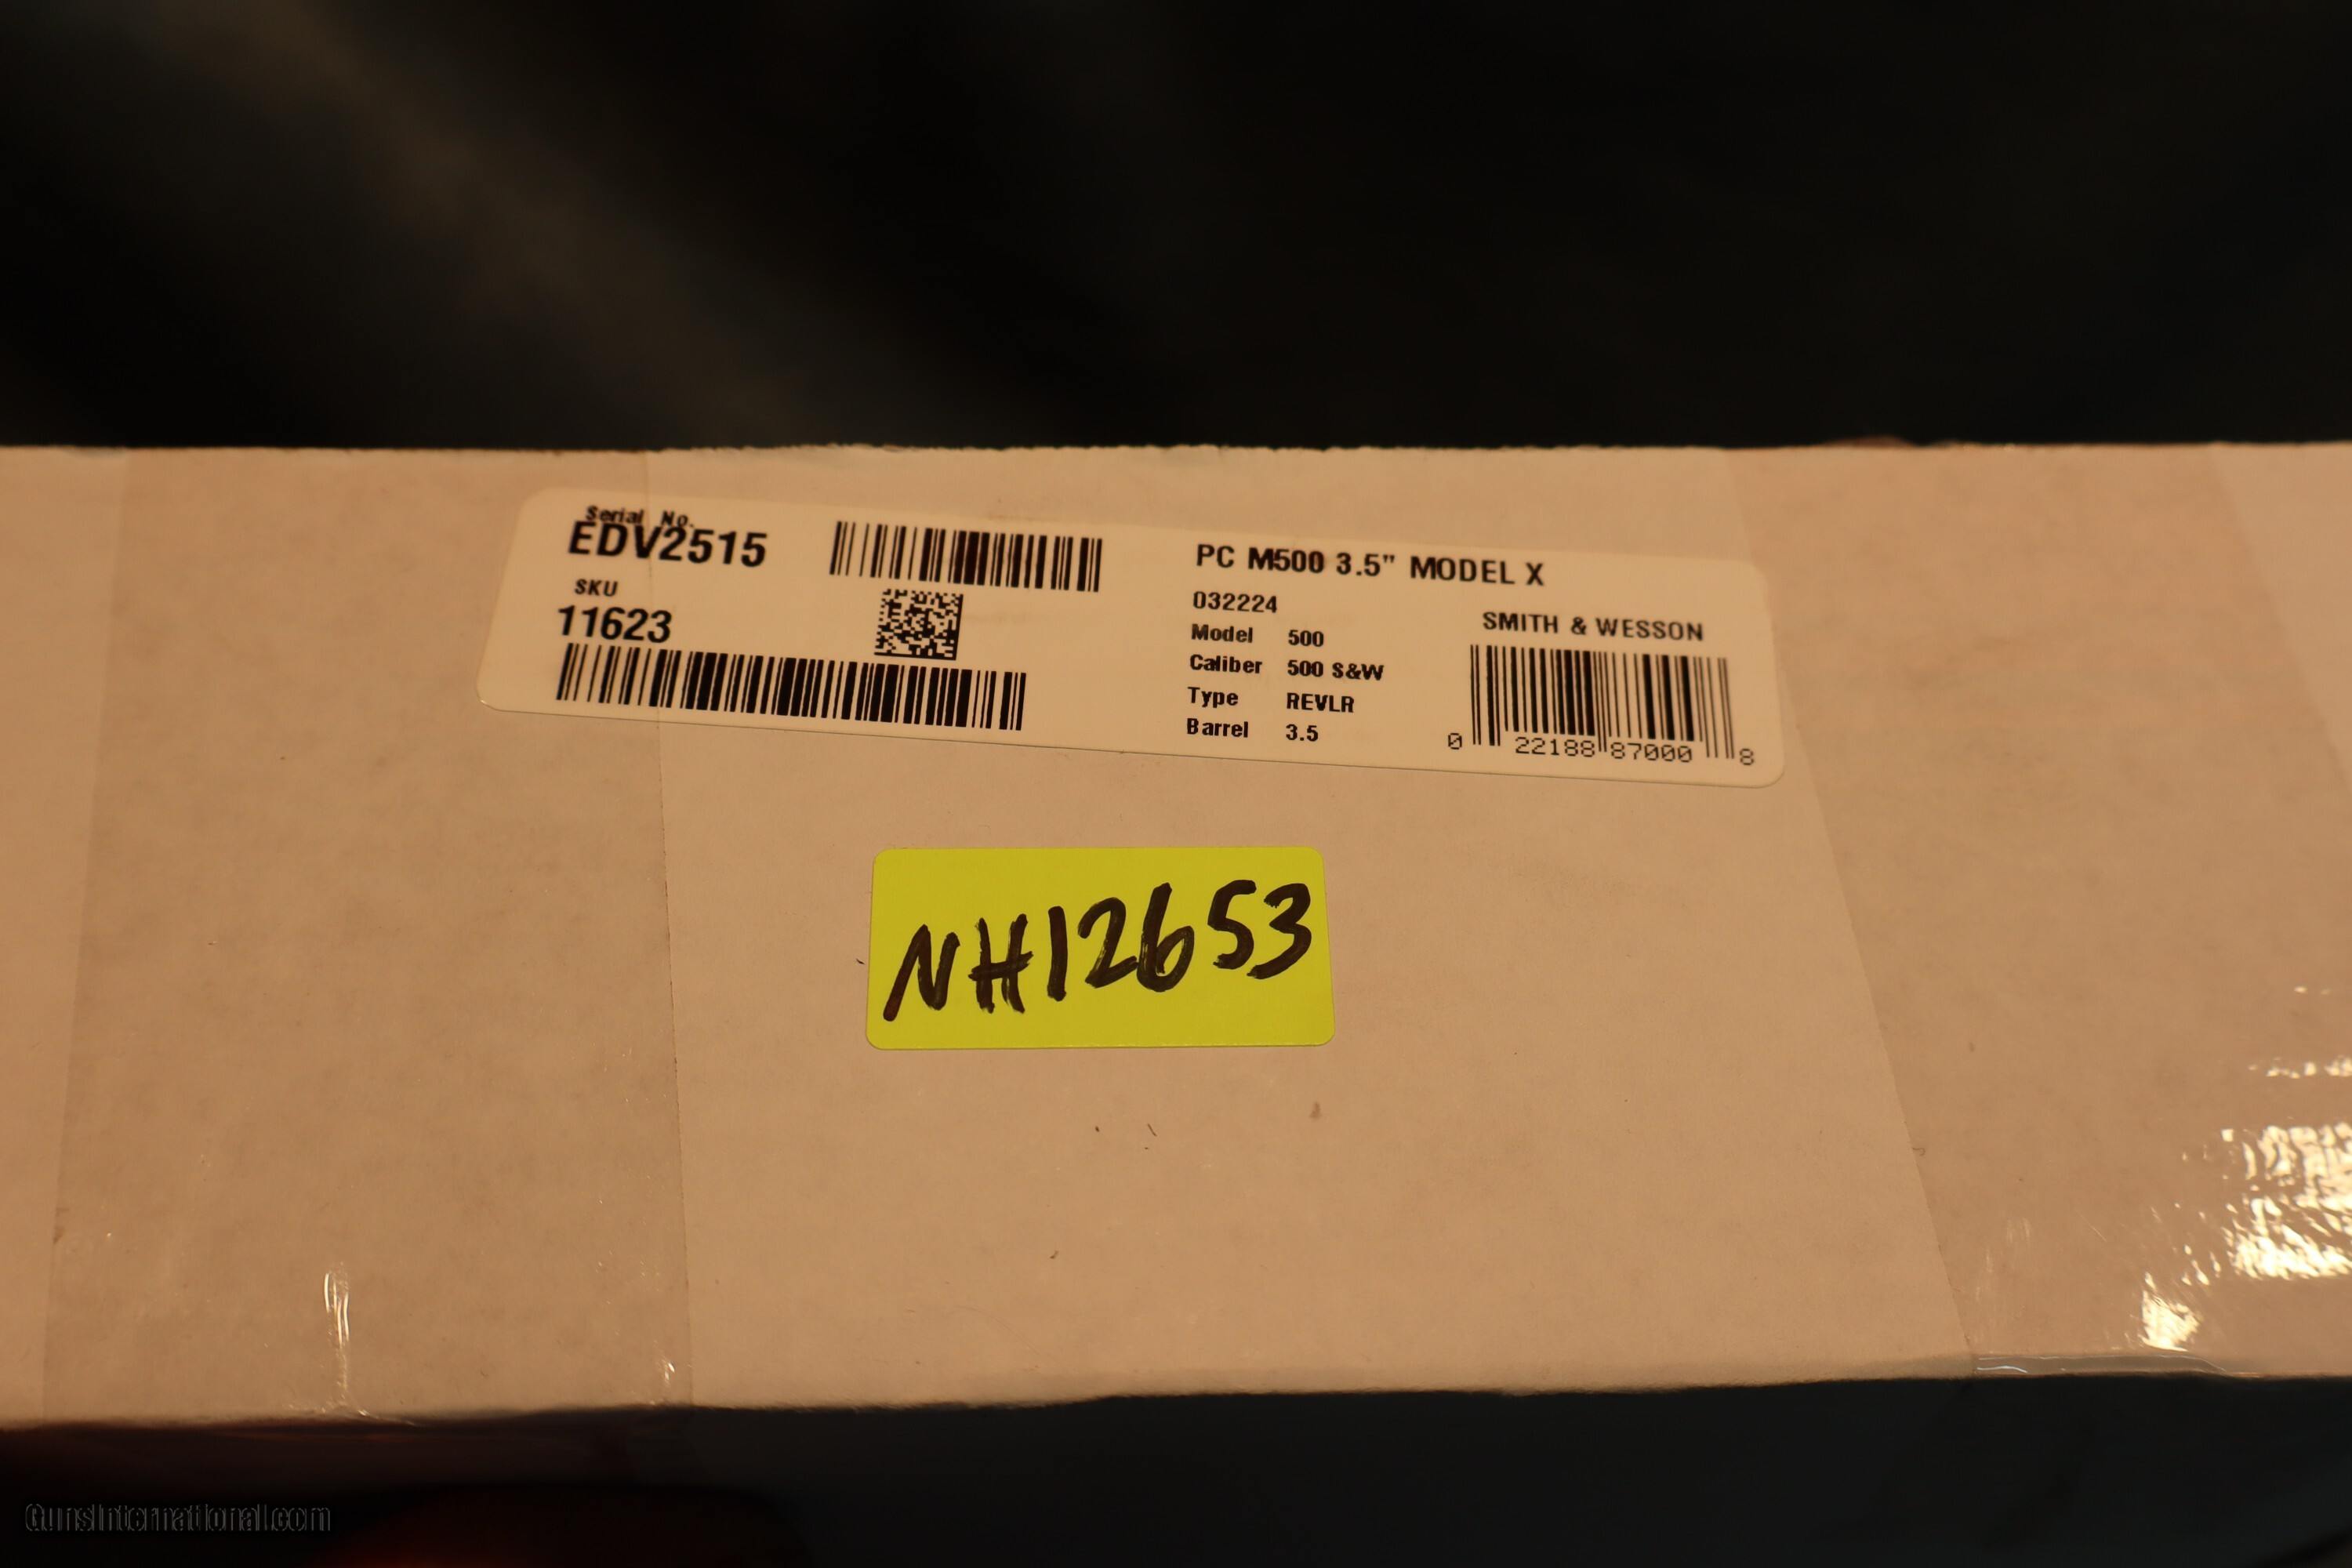 Serial No.
EDV2515
SKU
11623
PC M500 3.5" MODEL X
032224
Model 500
Caliber 500 S&W
Type REVLR
Barrel 3.5
SMITH & WESSON
0 22188 87000 8
NH12653
GunsInternational.com